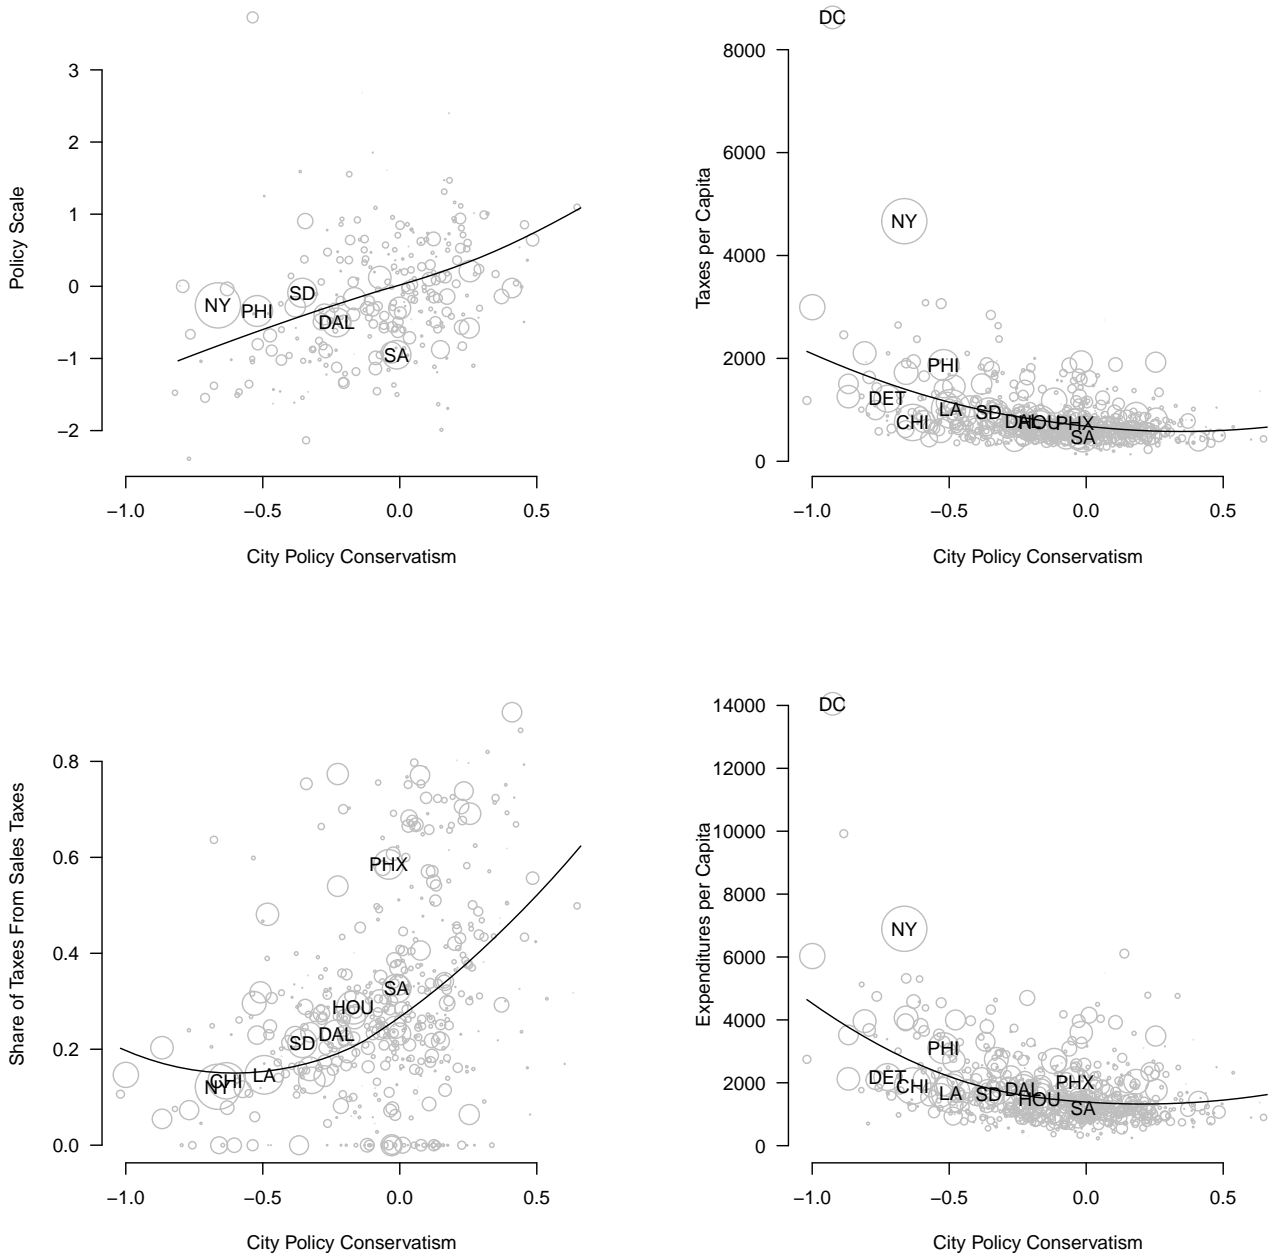 Policy Scale
3
2
1
0
−1
−2
NY
PHI
SD
DAL
SA
−1.0 −0.5 0.0 0.5
City Policy Conservatism
Taxes per Capita
8000
6000
4000
2000
0
DC
NY
PHI
DET
CHI
LA
SD
DAL
HOU
PHX
SA
−1.0 −0.5 0.0 0.5
City Policy Conservatism
Share of Taxes From Sales Taxes
0.8
0.6
0.4
0.2
0.0
PHX
SA
HOU
DAL
SD
LA
CHI
NY
−1.0 −0.5 0.0 0.5
City Policy Conservatism
Expenditures per Capita
14000
12000
10000
8000
6000
4000
2000
0
DC
NY
PHI
DET
CHI
LA
SD
DAL
HOU
PHX
SA
−1.0 −0.5 0.0 0.5
City Policy Conservatism